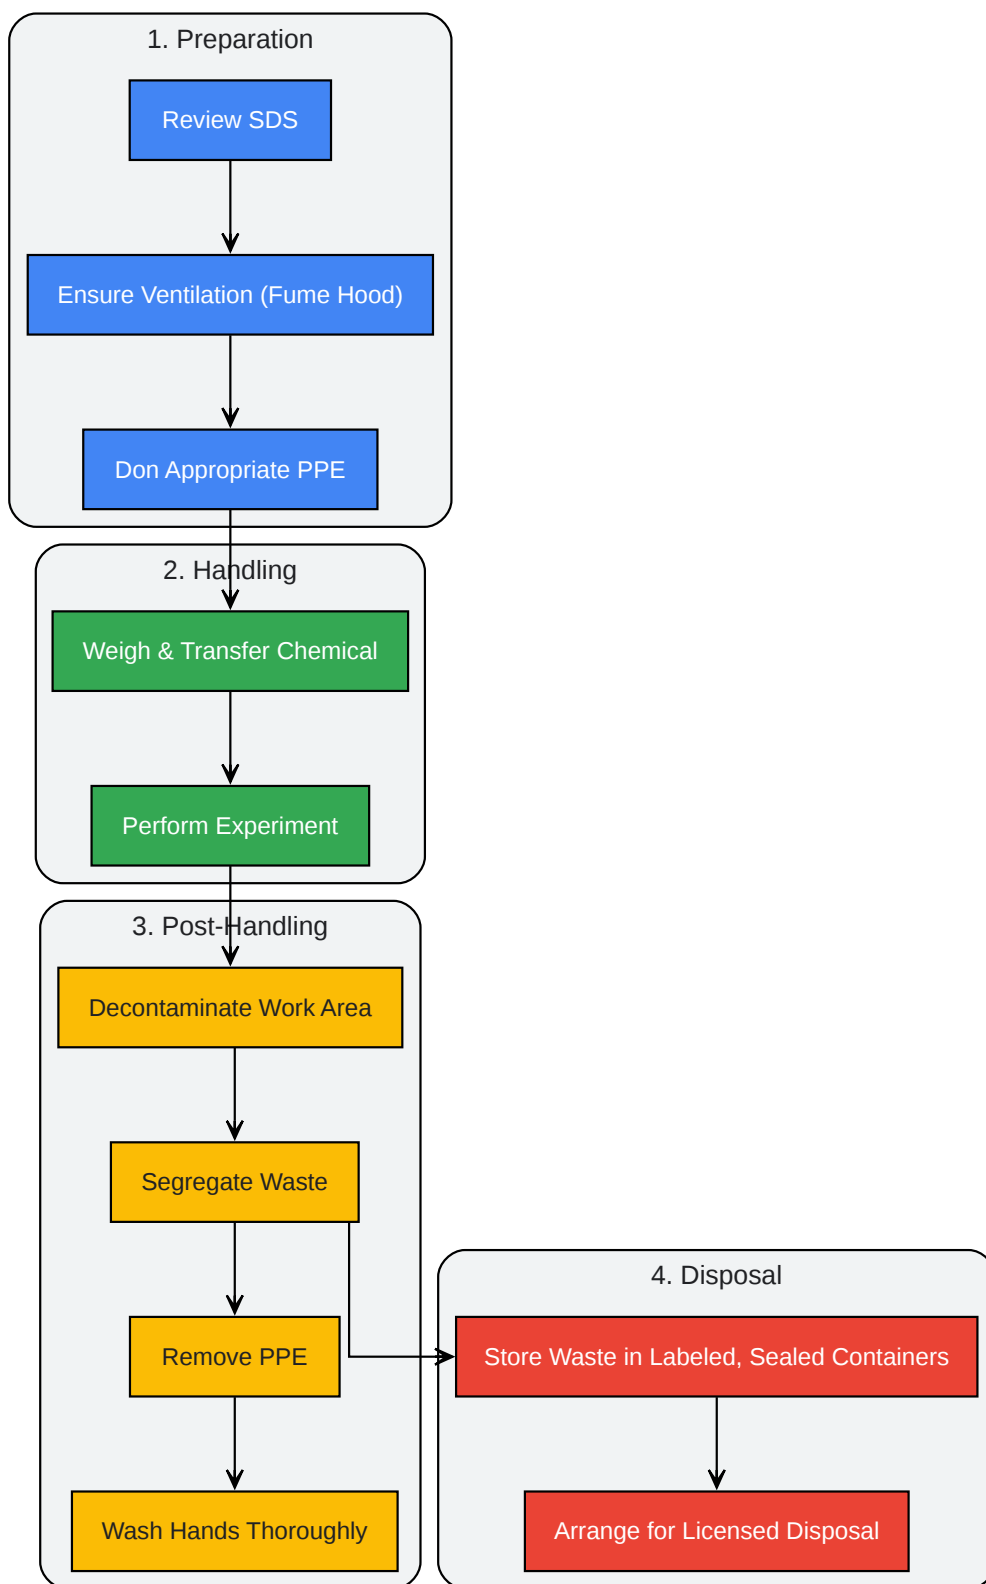 1. Preparation
Review SDS
Ensure Ventilation (Fume Hood)
Don Appropriate PPE
2. Handling
Weigh & Transfer Chemical
Perform Experiment
3. Post-Handling
Decontaminate Work Area
Segregate Waste
Remove PPE
Wash Hands Thoroughly
4. Disposal
Store Waste in Labeled, Sealed Containers
Arrange for Licensed Disposal